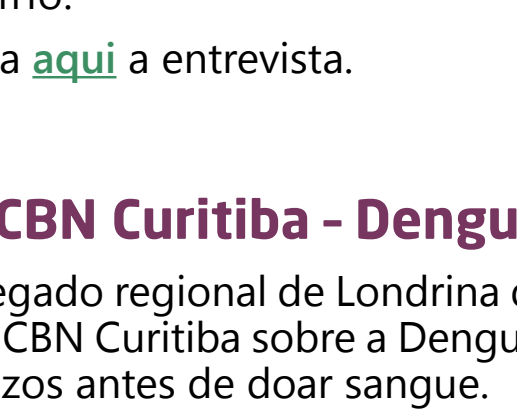 a aqui a entrevista.
CBN Curitiba - Dengu
egado regional de Londrina
CBN Curitiba sobre a Dengu
zos antes de doar sangue.